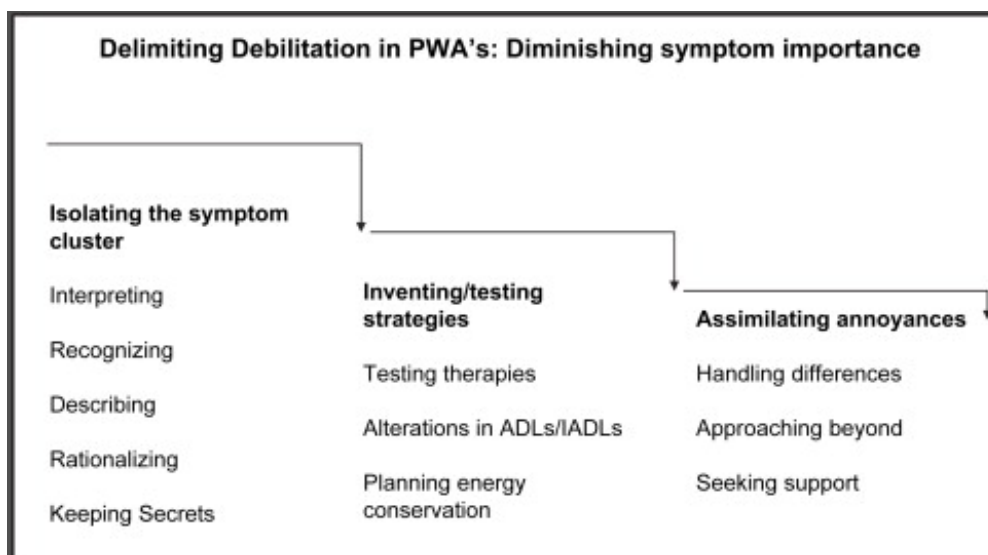 Delimiting Debilitation in PWA's: Diminishing symptom importance
Isolating the symptom
cluster
Interpreting
Recognizing
Describing
Rationalizing
Keeping Secrets
Inventing/testing
strategies
Testing therapies
Alterations in ADLs/IADLs
Planning energy
conservation
Assimilating annoyances
Handling differences
Approaching beyond
Seeking support